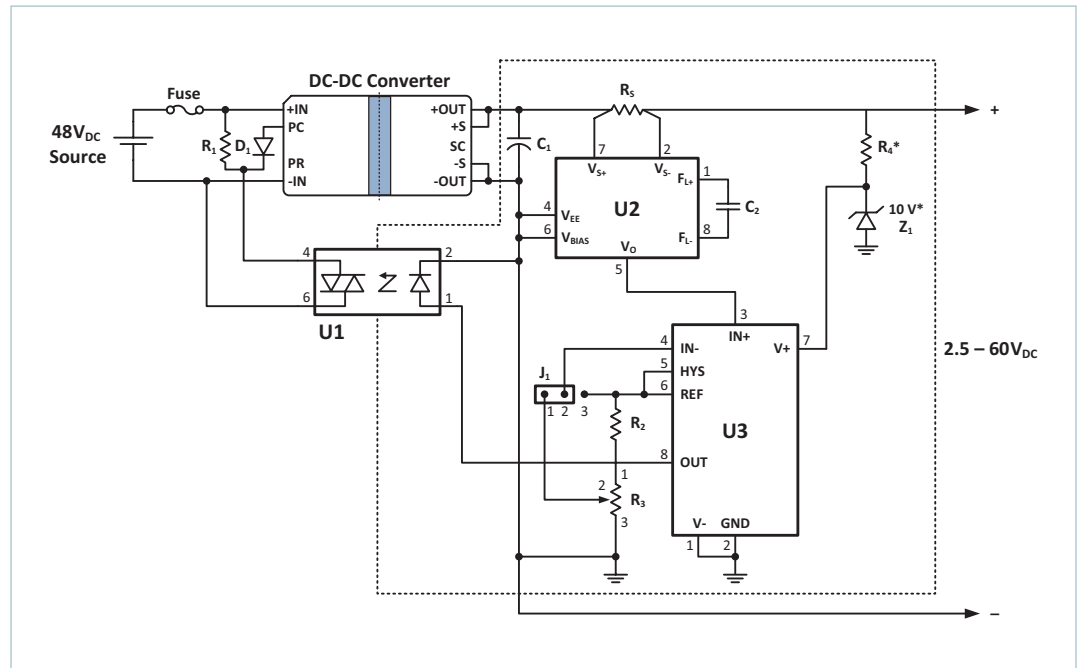 DC-DC Converter
Fuse
48VDC
Source
R1
D1
+IN
PC
PR
-IN
+OUT
+S
SC
-S
-OUT
C1
RS
7
2
VS+
VS-
U2
4
VEE
6
VBIAS
FL+
1
FL-
8
C2
VO
5
R4*
10 V*
Z1
4
6
2
1
U1
3
IN+
4
IN-
5
HYS
6
REF
V+
7
U3
8
OUT
V-
GND
1
2
J1
1
2
3
R2
1
2
R3
3
2.5 – 60VDC
+
–